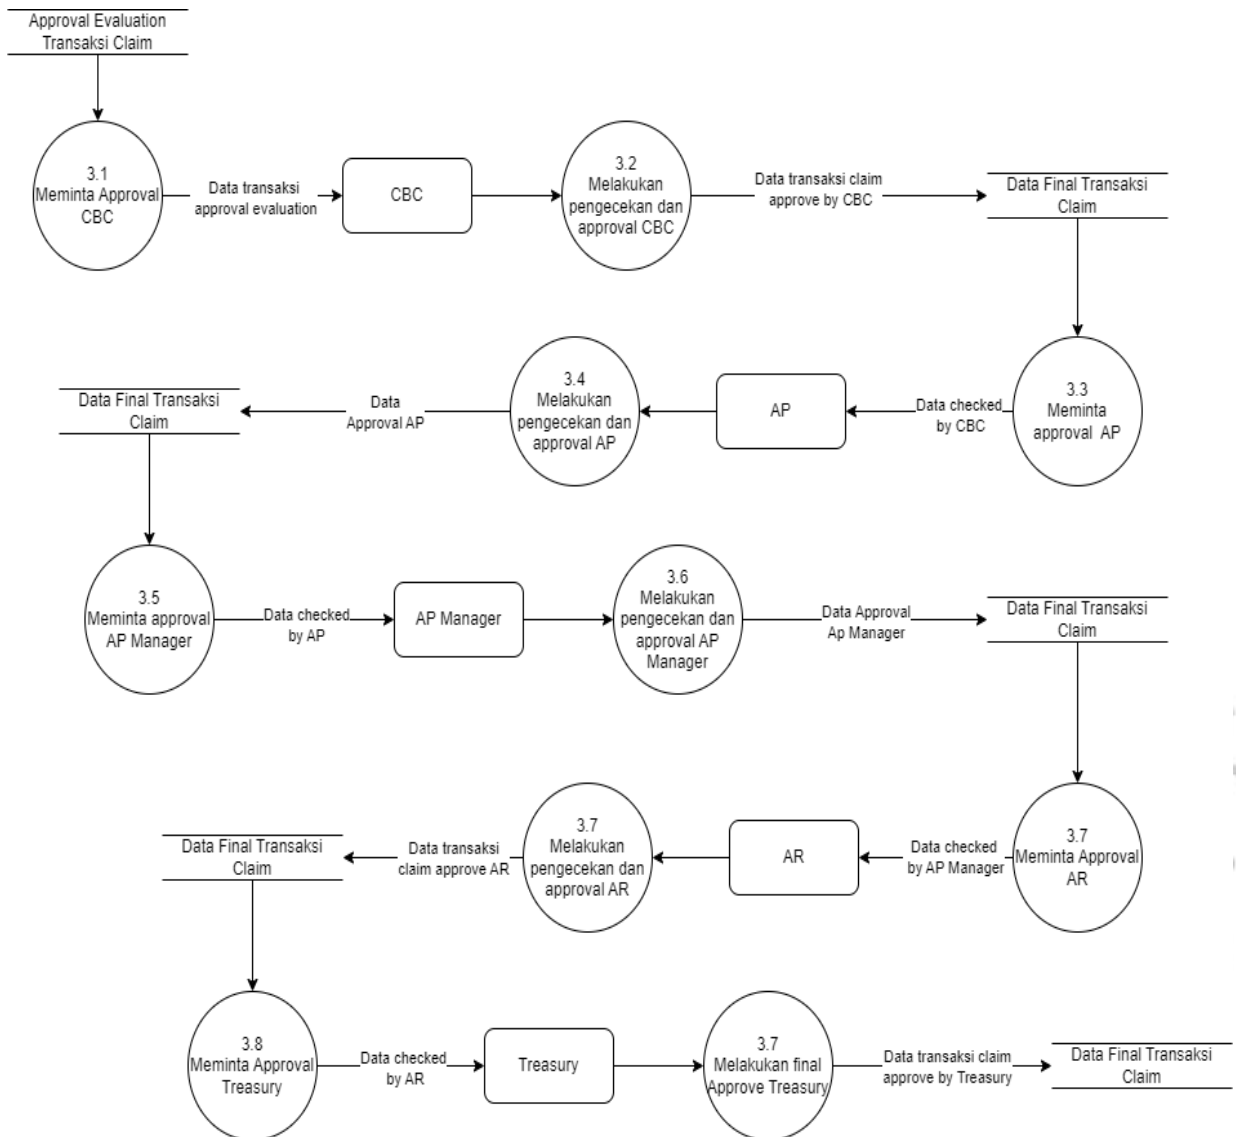 Approval Evaluation
Transaksi Claim
3.1
Meminta Approval
CBC
Data transaksi
approval evaluation
CBC
3.2
Melakukan
pengecekan dan
approval CBC
Data transaksi claim
approve by CBC
Data Final Transaksi
Claim
3.3
Meminta
approval AP
Data checked
by CBC
AP
3.4
Melakukan
pengecekan dan
approval AP
Data
Approval AP
Data Final Transaksi
Claim
3.5
Meminta approval
AP Manager
Data checked
by AP
AP Manager
3.6
Melakukan
pengecekan dan
approval AP
Manager
Data Approval
Ap Manager
Data Final Transaksi
Claim
3.7
Meminta Approval
AR
Data checked
by AP Manager
AR
3.7
Melakukan
pengecekan dan
approval AR
Data transaksi
claim approve AR
Data Final Transaksi
Claim
3.8
Meminta Approval
Treasury
Data checked
by AR
Treasury
3.7
Melakukan final
Approve Treasury
Data transaksi claim
approve by Treasury
Data Final Transaksi
Claim